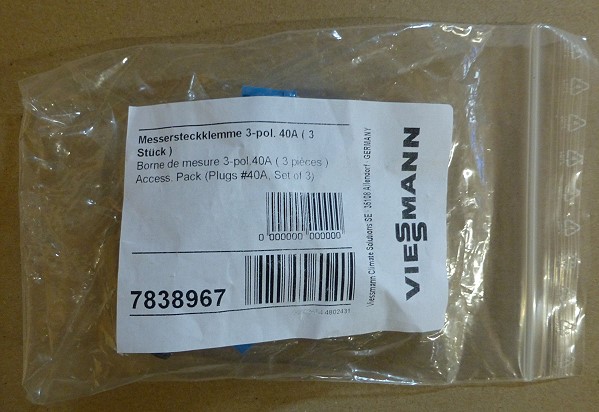 Messersteckklemme 3-pol. 40A ( 3
Stück )
Borne de mesure 3-pol.40A ( 3 pièces )
Access. Pack (Plugs #40A, Set of 3)
0 000000 000000
7838967
Viessmann Climate Solutions SE 35108 Allendorf GERMANY
VIESSMANN